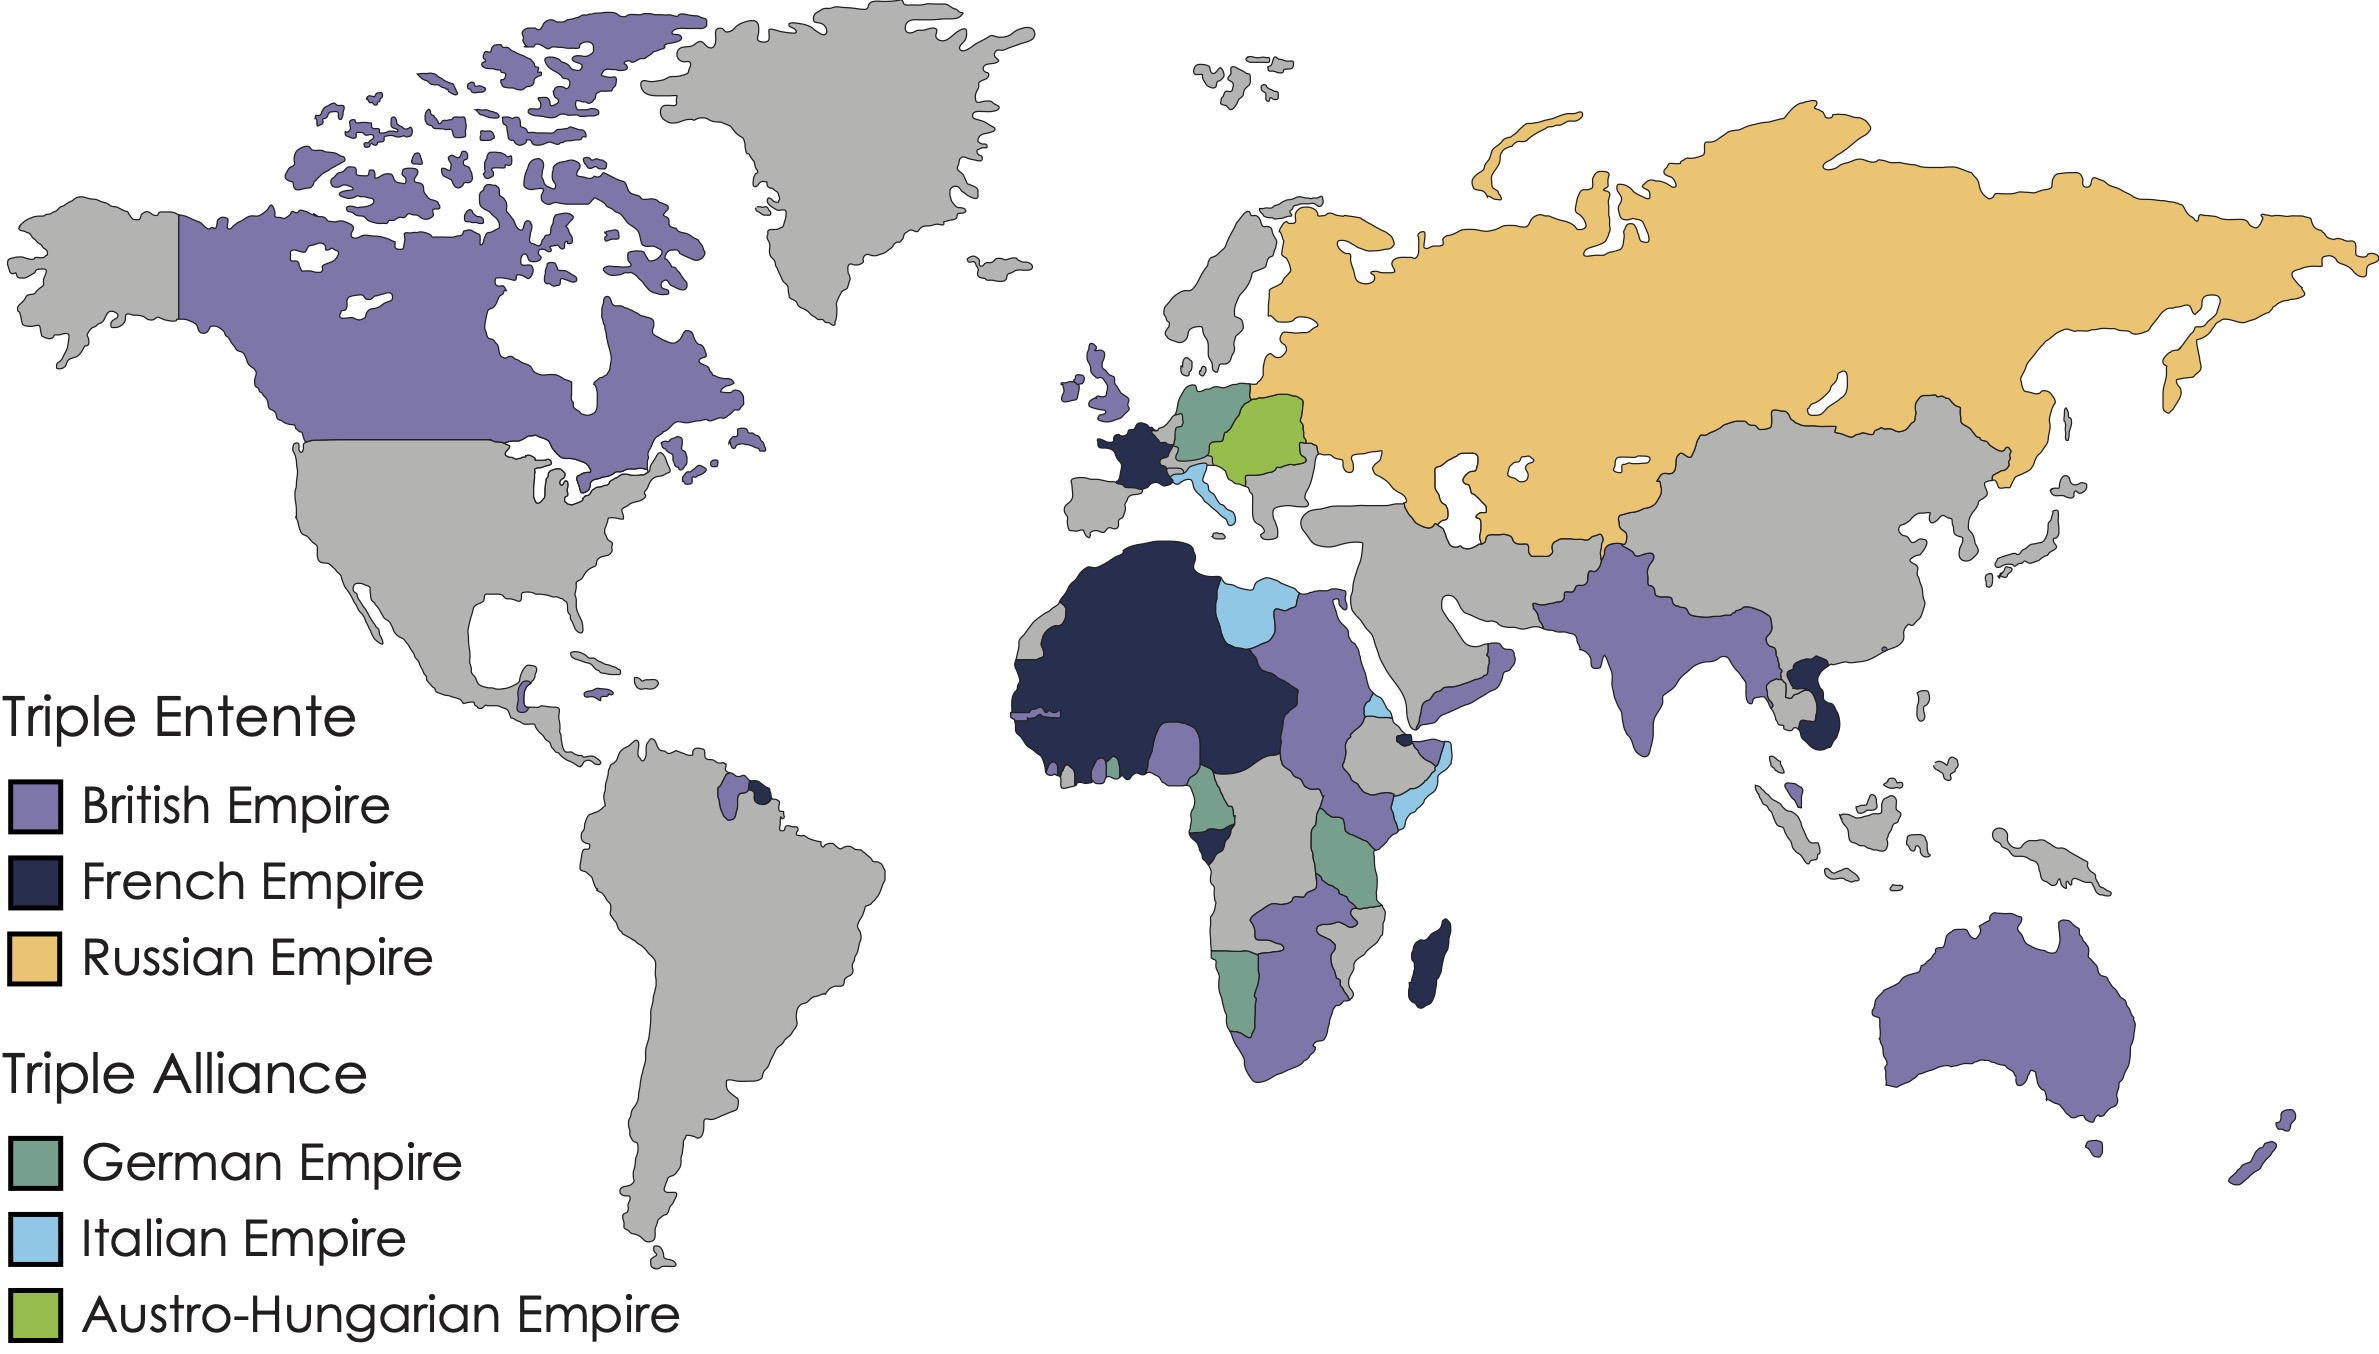 Triple Entente
British Empire
French Empire
Russian Empire
Triple Alliance
German Empire
Italian Empire
Austro-Hungarian Empire